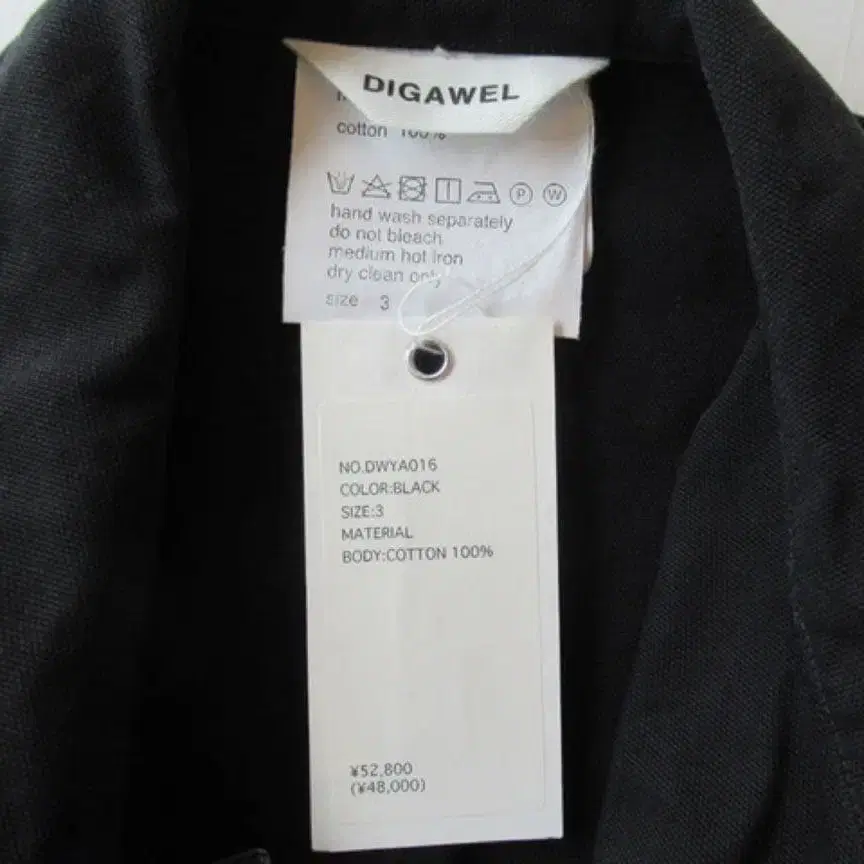 DIGAWEL
cotton 100%
P W
hand wash separately
do not bleach
medium hot iron
dry clean only
size 3
NO.DWYA016
COLOR:BLACK
SIZE:3
MATERIAL
BODY:COTTON 100%
¥52,800
(¥48,000)